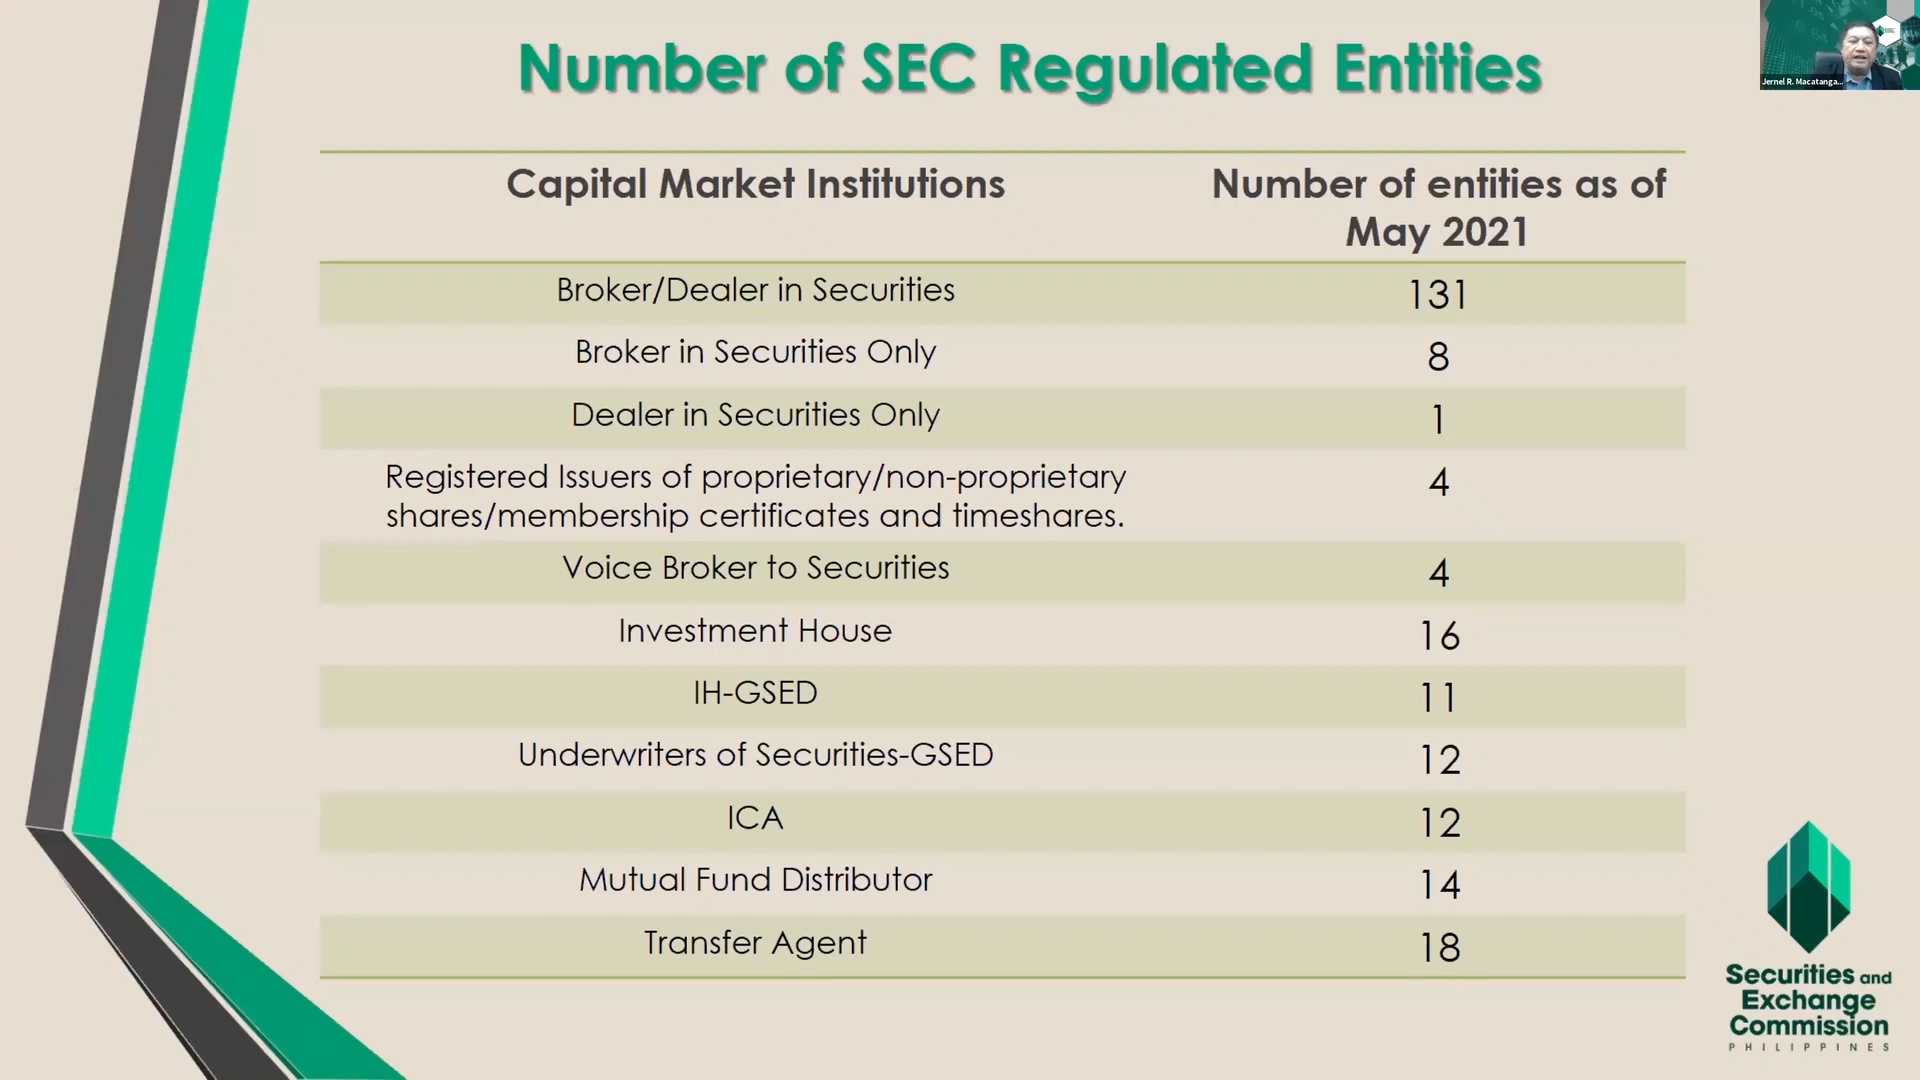 Number of SEC Regulated Entities
Jernel R. Macatanga...
Capital Market Institutions
Number of entities as of
May 2021
Broker/Dealer in Securities
131
Broker in Securities Only
8
Dealer in Securities Only
1
Registered Issuers of proprietary/non-proprietary
shares/membership certificates and timeshares.
4
Voice Broker to Securities
4
Investment House
16
IH-GSED
11
Underwriters of Securities-GSED
12
ICA
12
Mutual Fund Distributor
14
Transfer Agent
18
Securities and
Exchange
Commission
PHILIPPINES